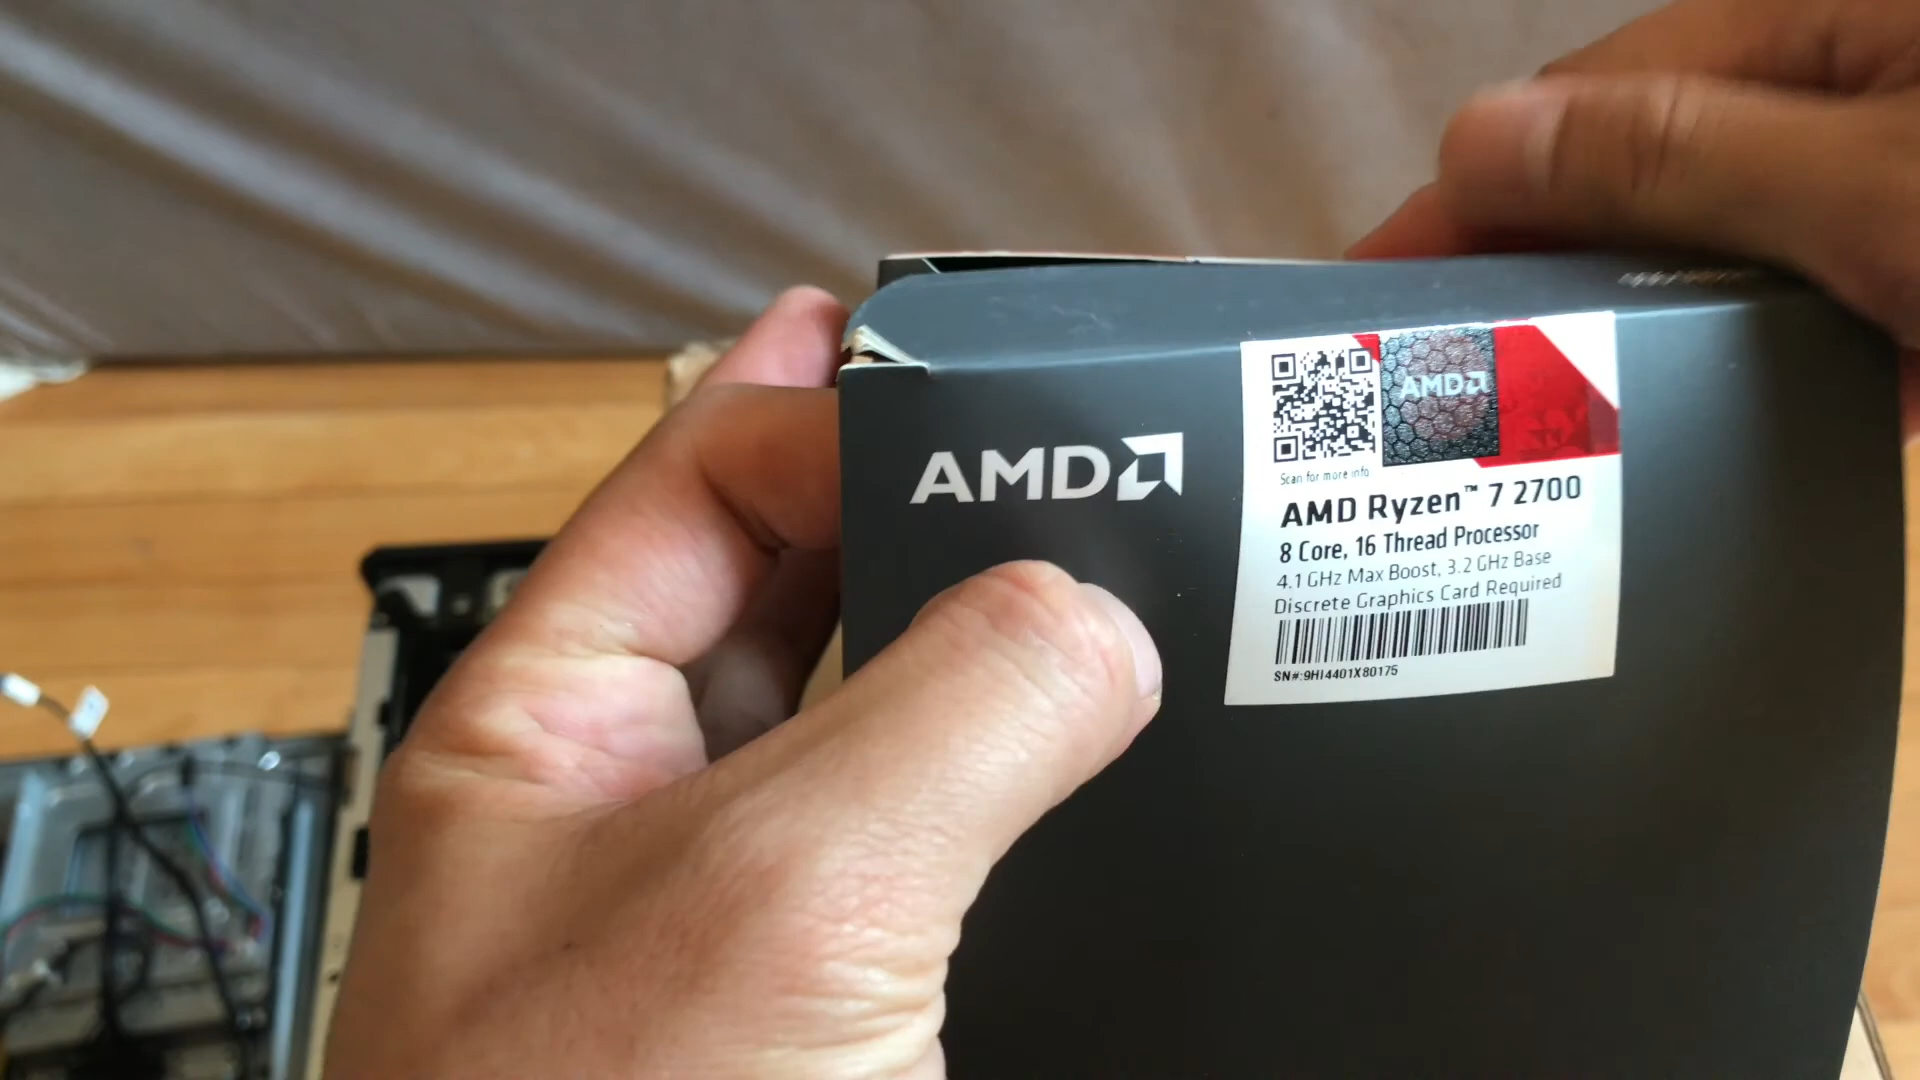 AMD
AMD
Scan for more info
AMD Ryzen™ 7 2700
8 Core, 16 Thread Processor
4.1 GHz Max Boost, 3.2 GHz Base
Discrete Graphics Card Required
SN#:9HI4401X80175